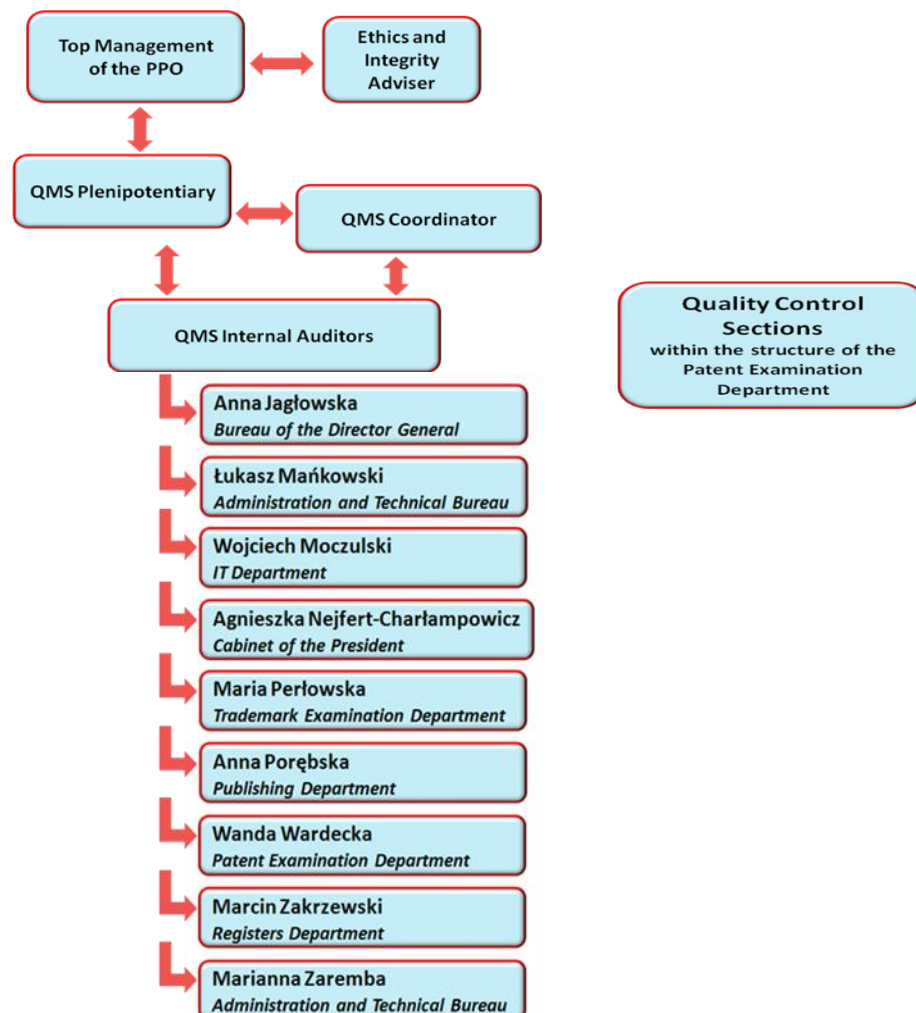 Top Management
of the PPO
Ethics and
Integrity
Adviser
QMS Plenipotentiary
QMS Coordinator
QMS Internal Auditors
Quality Control
Sections
within the structure of the
Patent Examination
Department
Anna Jagłowska
Bureau of the Director General
Łukasz Mańkowski
Administration and Technical Bureau
Wojciech Moczulski
IT Department
Agnieszka Nejfert-Charłampowicz
Cabinet of the President
Maria Perłowska
Trademark Examination Department
Anna Porębska
Publishing Department
Wanda Wardecka
Patent Examination Department
Marcin Zakrzewski
Registers Department
Marianna Zaremba
Administration and Technical Bureau